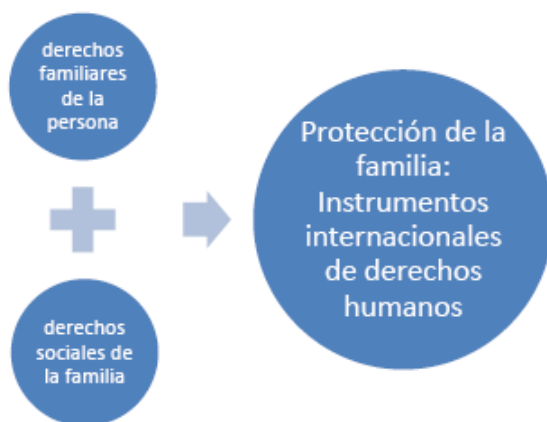 derechos
familiares
de la
persona
derechos
sociales de
la familia
Protección de la
familia:
Instrumentos
internacionales
de derechos
humanos